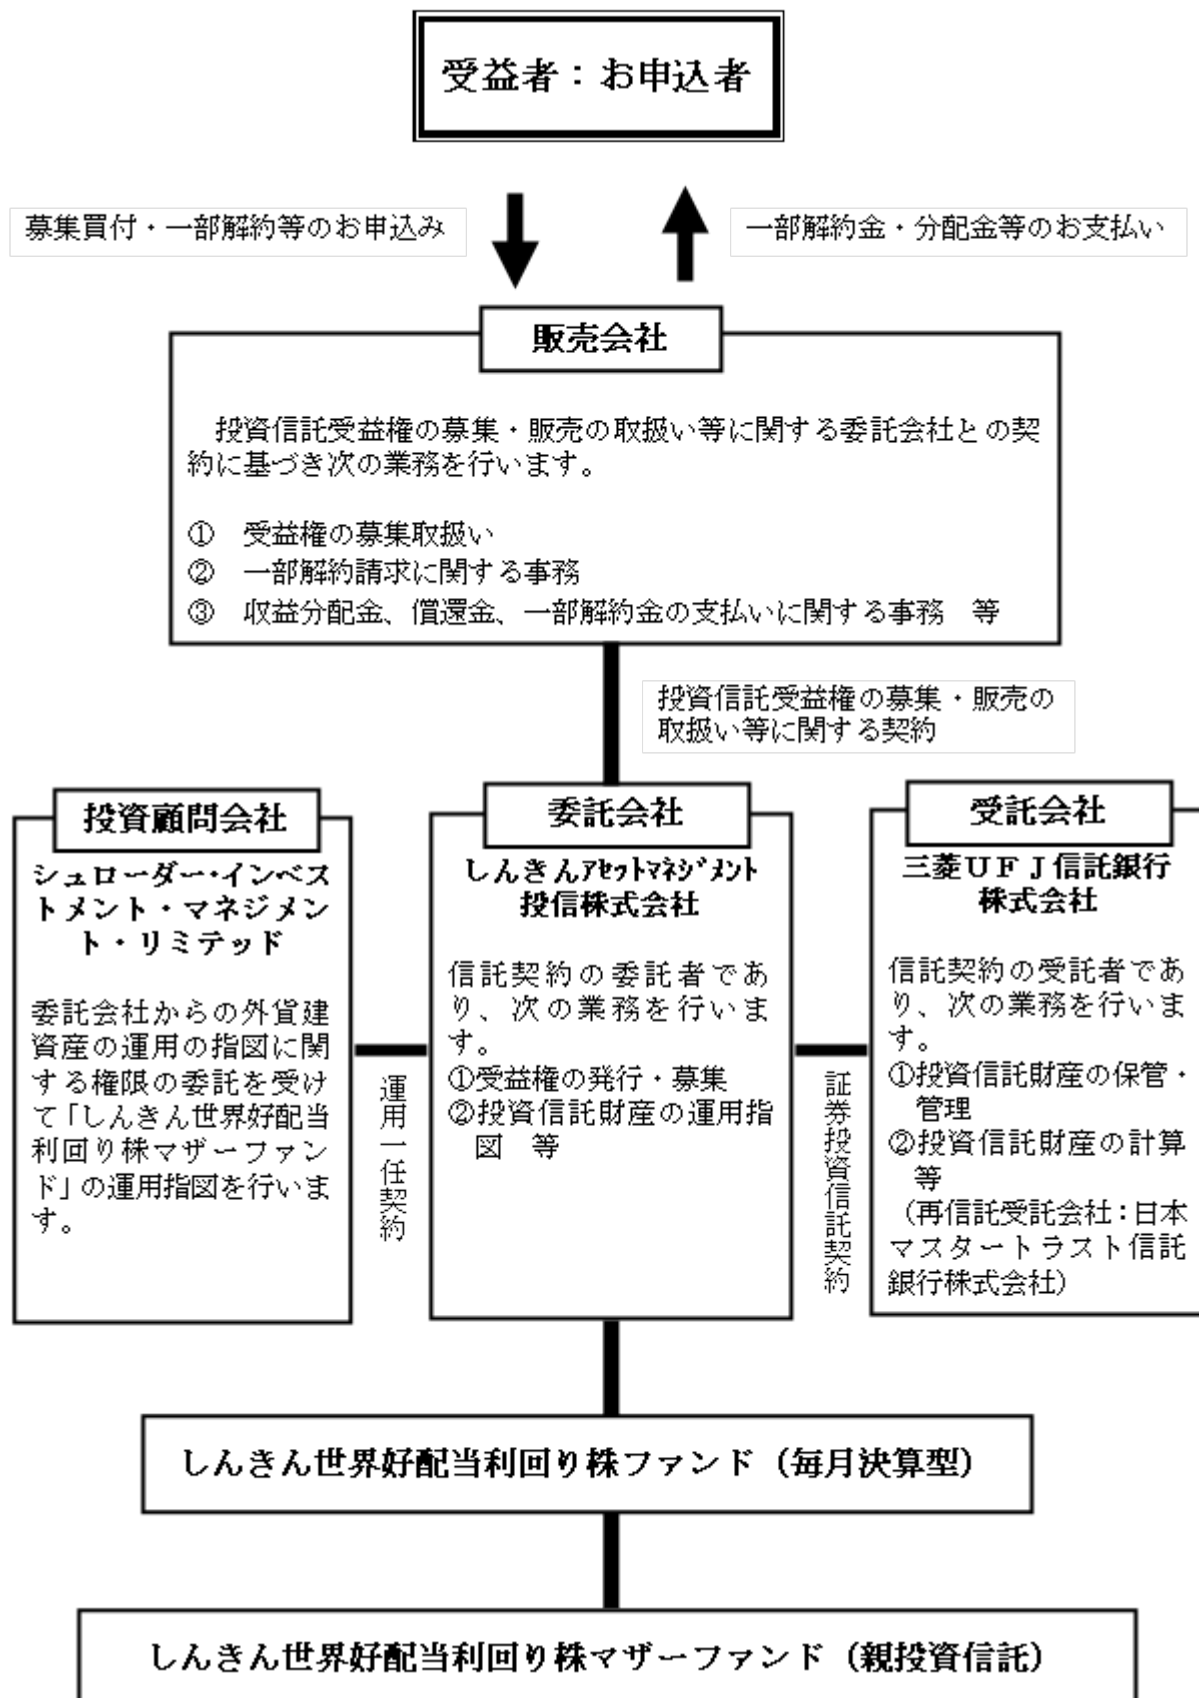 受益者：お申込者
募集買付・一部解約等のお申込み
一部解約金・分配金等のお支払い
販売会社
投資信託受益権の募集・販売の取扱い等に関する委託会社との契
約に基づき次の業務を行います。
①　受益権の募集取扱い
②　一部解約請求に関する事務
③　収益分配金、償還金、一部解約金の支払いに関する事務　等
投資信託受益権の募集・販売の
取扱い等に関する契約
投資顧問会社
シュローダー・インベス
トメント・マネジメン
ト・リミテッド
委託会社からの外貨建
資産の運用の指図に関
する権限の委託を受け
て「しんきん世界好配当
利回り株マザーファン
ド」の運用指図を行いま
す。
運用一任契約
委託会社
しんきんｱｾｯﾄﾏﾈｼﾞﾒﾝﾄ
投信株式会社
信託契約の委託者であ
り、次の業務を行いま
す。
①受益権の発行・募集
②投資信託財産の運用指
図　等
証券投資信託契約
受託会社
三菱ＵＦＪ信託銀行
株式会社
信託契約の受託者であ
り、次の業務を行いま
す。
①投資信託財産の保管・
管理
②投資信託財産の計算
等
（再信託受託会社：日本
マスタートラスト信託
銀行株式会社）
しんきん世界好配当利回り株ファンド（毎月決算型）
しんきん世界好配当利回り株マザーファンド（親投資信託）